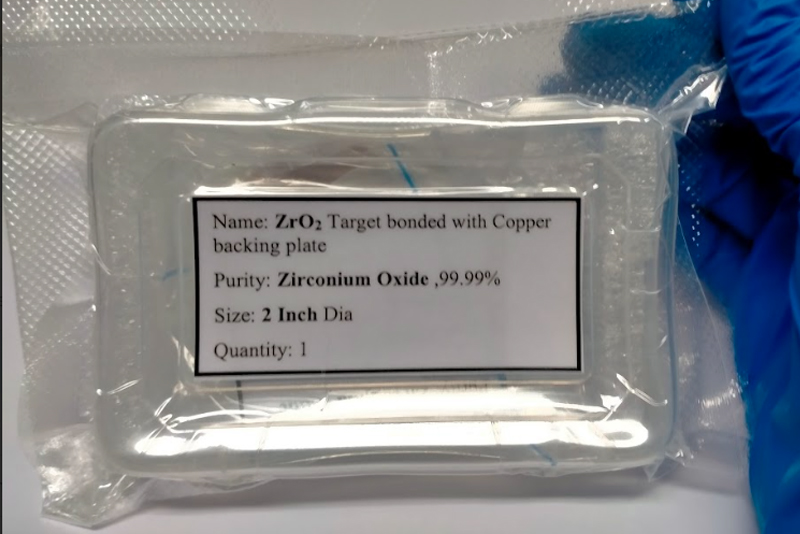 Name: ZrO₂ Target bonded with Copper
backing plate
Purity: Zirconium Oxide ,99.99%
Size: 2 Inch Dia
Quantity: 1